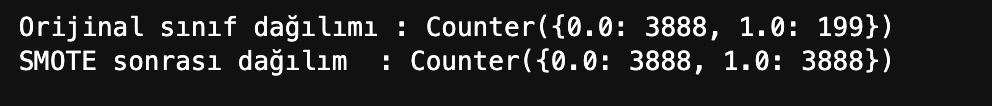 Orijinal sınıf dağılımı : Counter({0.0: 3888, 1.0: 199})
SMOTE sonrası dağılım  : Counter({0.0: 3888, 1.0: 3888})